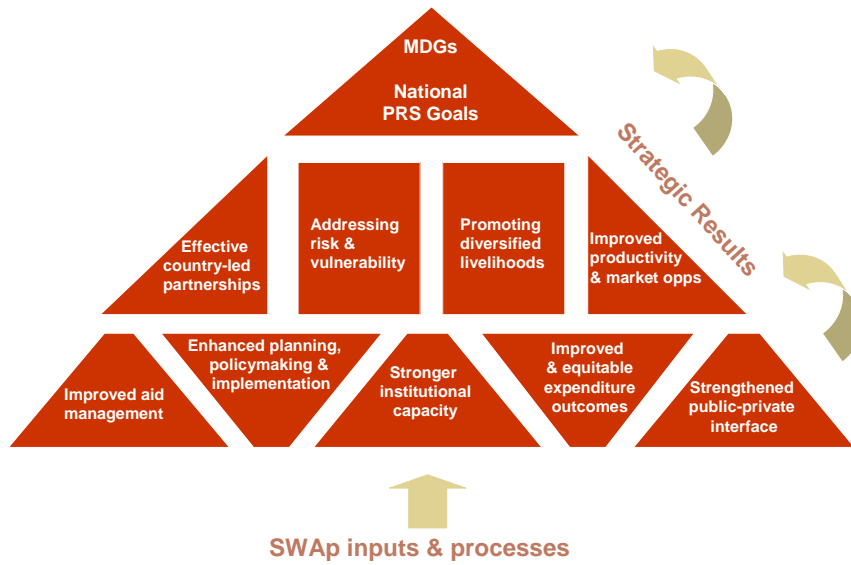 MDGs
National
PRS Goals
Strategic Results
Effective
country-led
partnerships
Addressing
risk &
vulnerability
Promoting
diversified
livelihoods
Improved
productivity
& market opps
Improved aid
management
Enhanced planning,
policymaking &
implementation
Stronger
institutional
capacity
Improved
& equitable
expenditure
outcomes
Strengthened
public-private
interface
SWAp inputs & processes